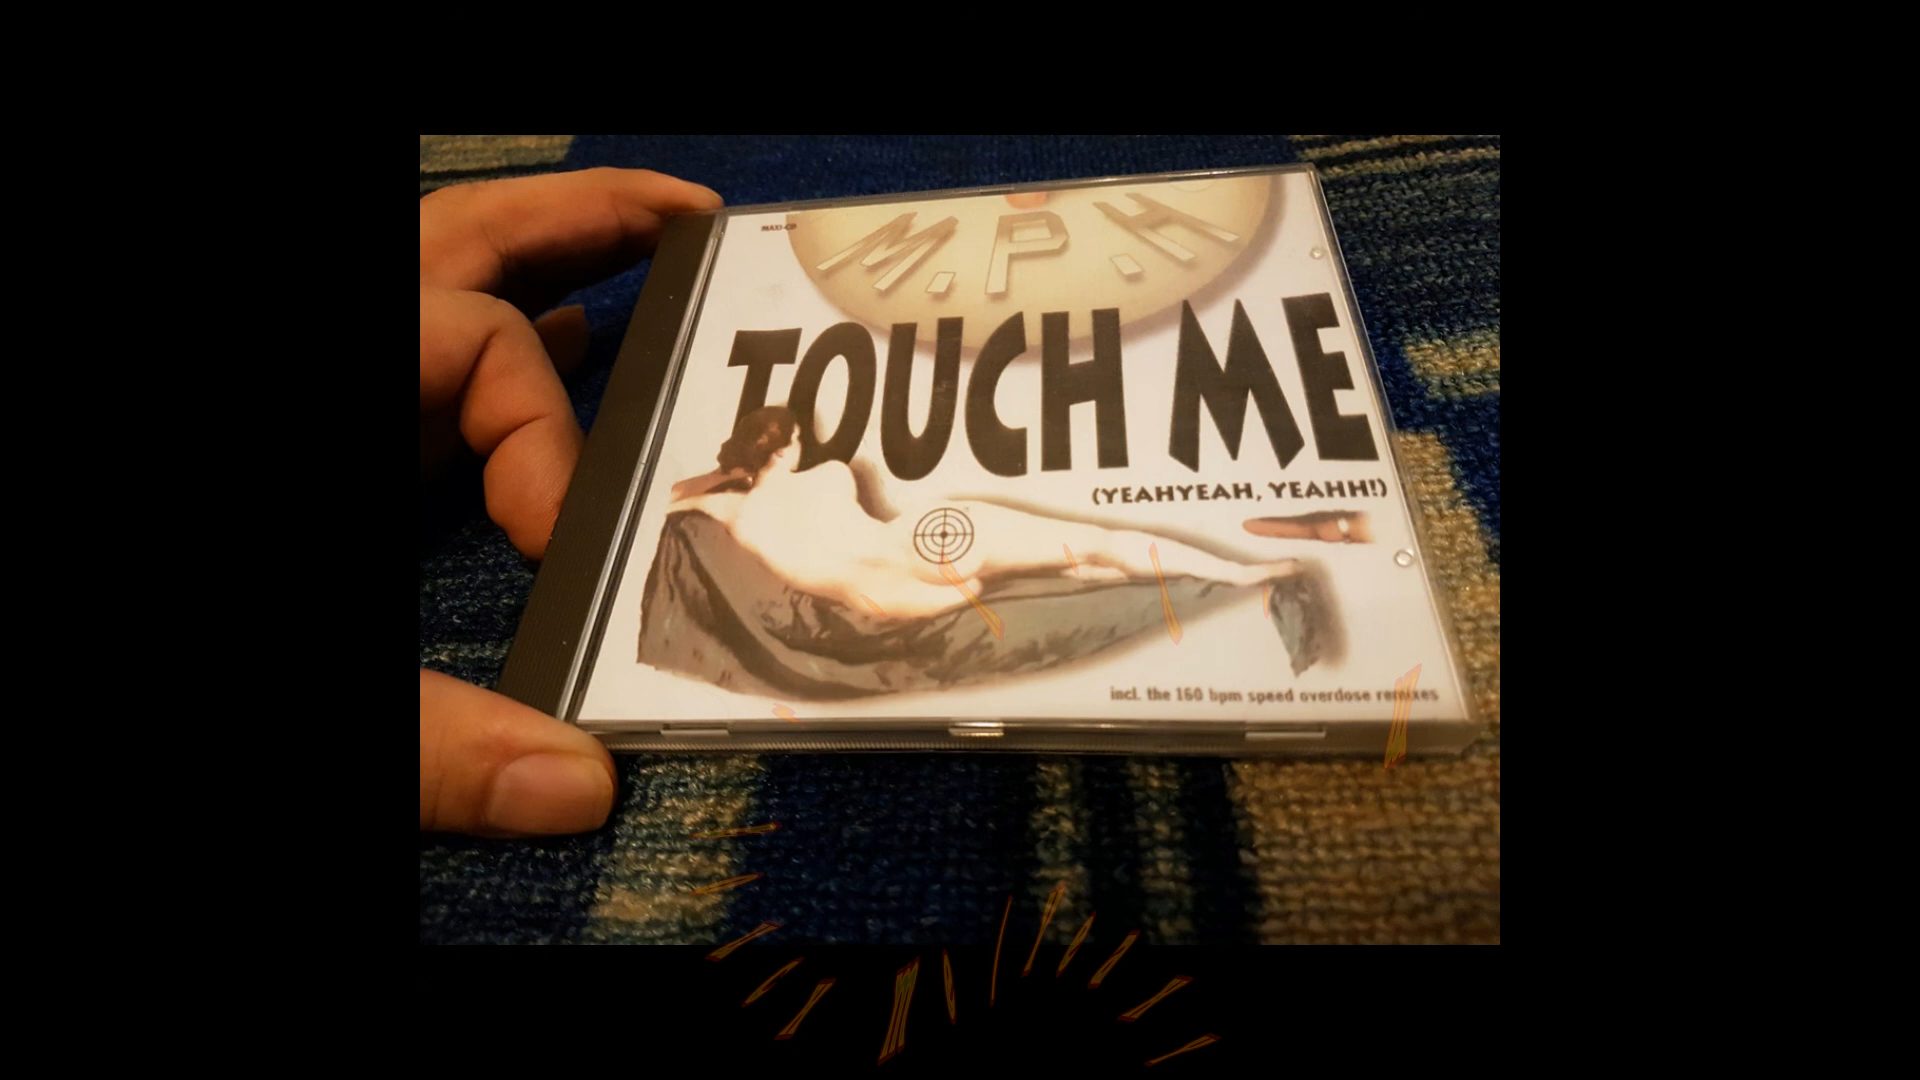 MAXI-CD
M.P.H
TOUCH ME
(YEAHYEAH, YEAHH!)
incl. the 160 bpm speed overdose remixes